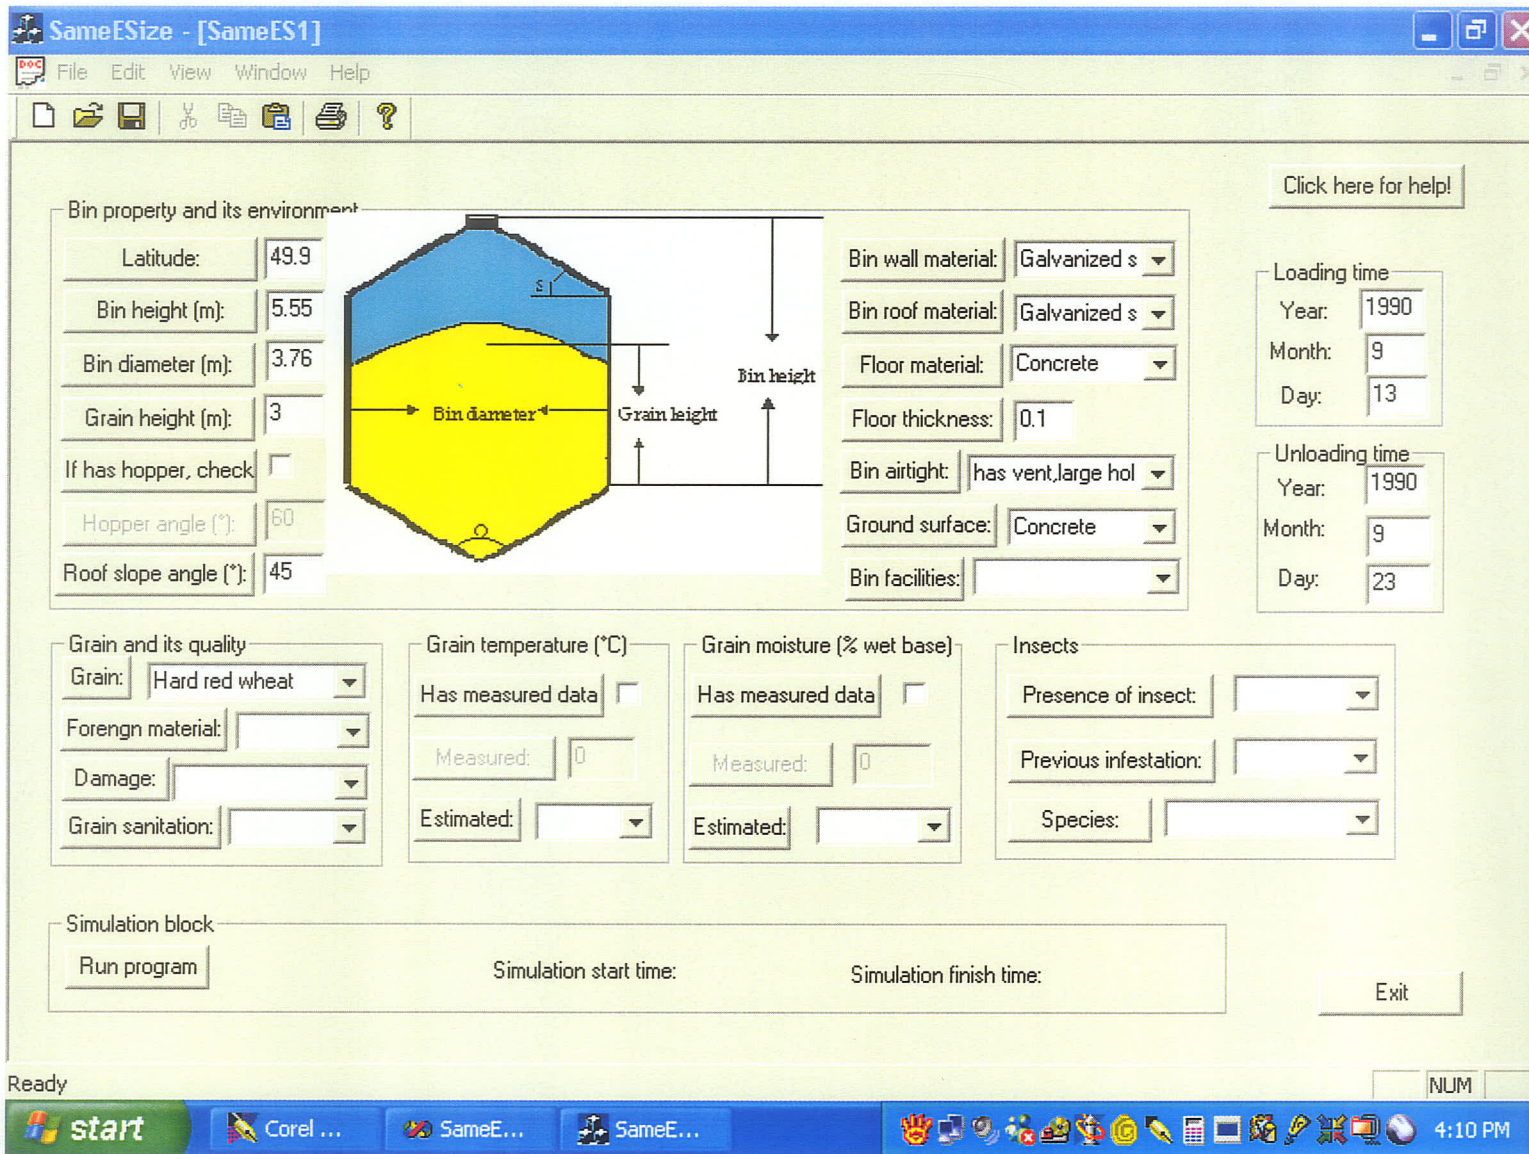 SameESize - [SameES1]
File Edit View Window Help
Click here for help!
Bin property and its environment
Latitude: 49.9
Bin height (m): 5.55
Bin diameter (m): 3.76
Grain height (m): 3
If has hopper, check
Hopper angle (°): 60
Roof slope angle (°): 45
S
Bin diameter
Grain height
Bin height
Bin wall material: Galvanized s
Bin roof material: Galvanized s
Floor material: Concrete
Floor thickness: 0.1
Bin airtight: has vent,large hol
Ground surface: Concrete
Bin facilities:
Loading time
Year: 1990
Month: 9
Day: 13
Unloading time
Year: 1990
Month: 9
Day: 23
Grain and its quality
Grain: Hard red wheat
Forengn material:
Damage:
Grain sanitation:
Grain temperature (°C)
Has measured data
Measured: 0
Estimated:
Grain moisture (% wet base)
Has measured data
Measured: 0
Estimated:
Insects
Presence of insect:
Previous infestation:
Species:
Simulation block
Run program
Simulation start time:
Simulation finish time:
Exit
Ready
NUM
start
Corel ...
SameE...
SameE...
4:10 PM